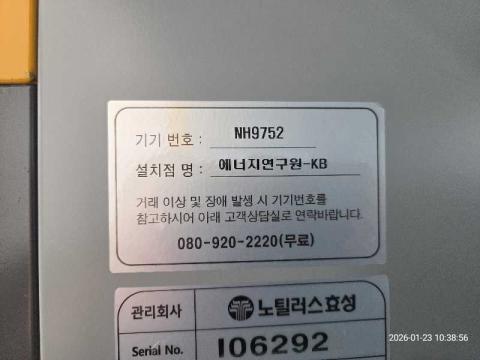 기기 번호 : NH9752
설치점 명 : 에너지연구원-KB
거래 이상 및 장애 발생 시 기기번호를
참고하시어 아래 고객상담실로 연락바랍니다.
080-920-2220(무료)
관리회사 노틸러스효성
Serial No. I06292
2026-01-23 10:38:56